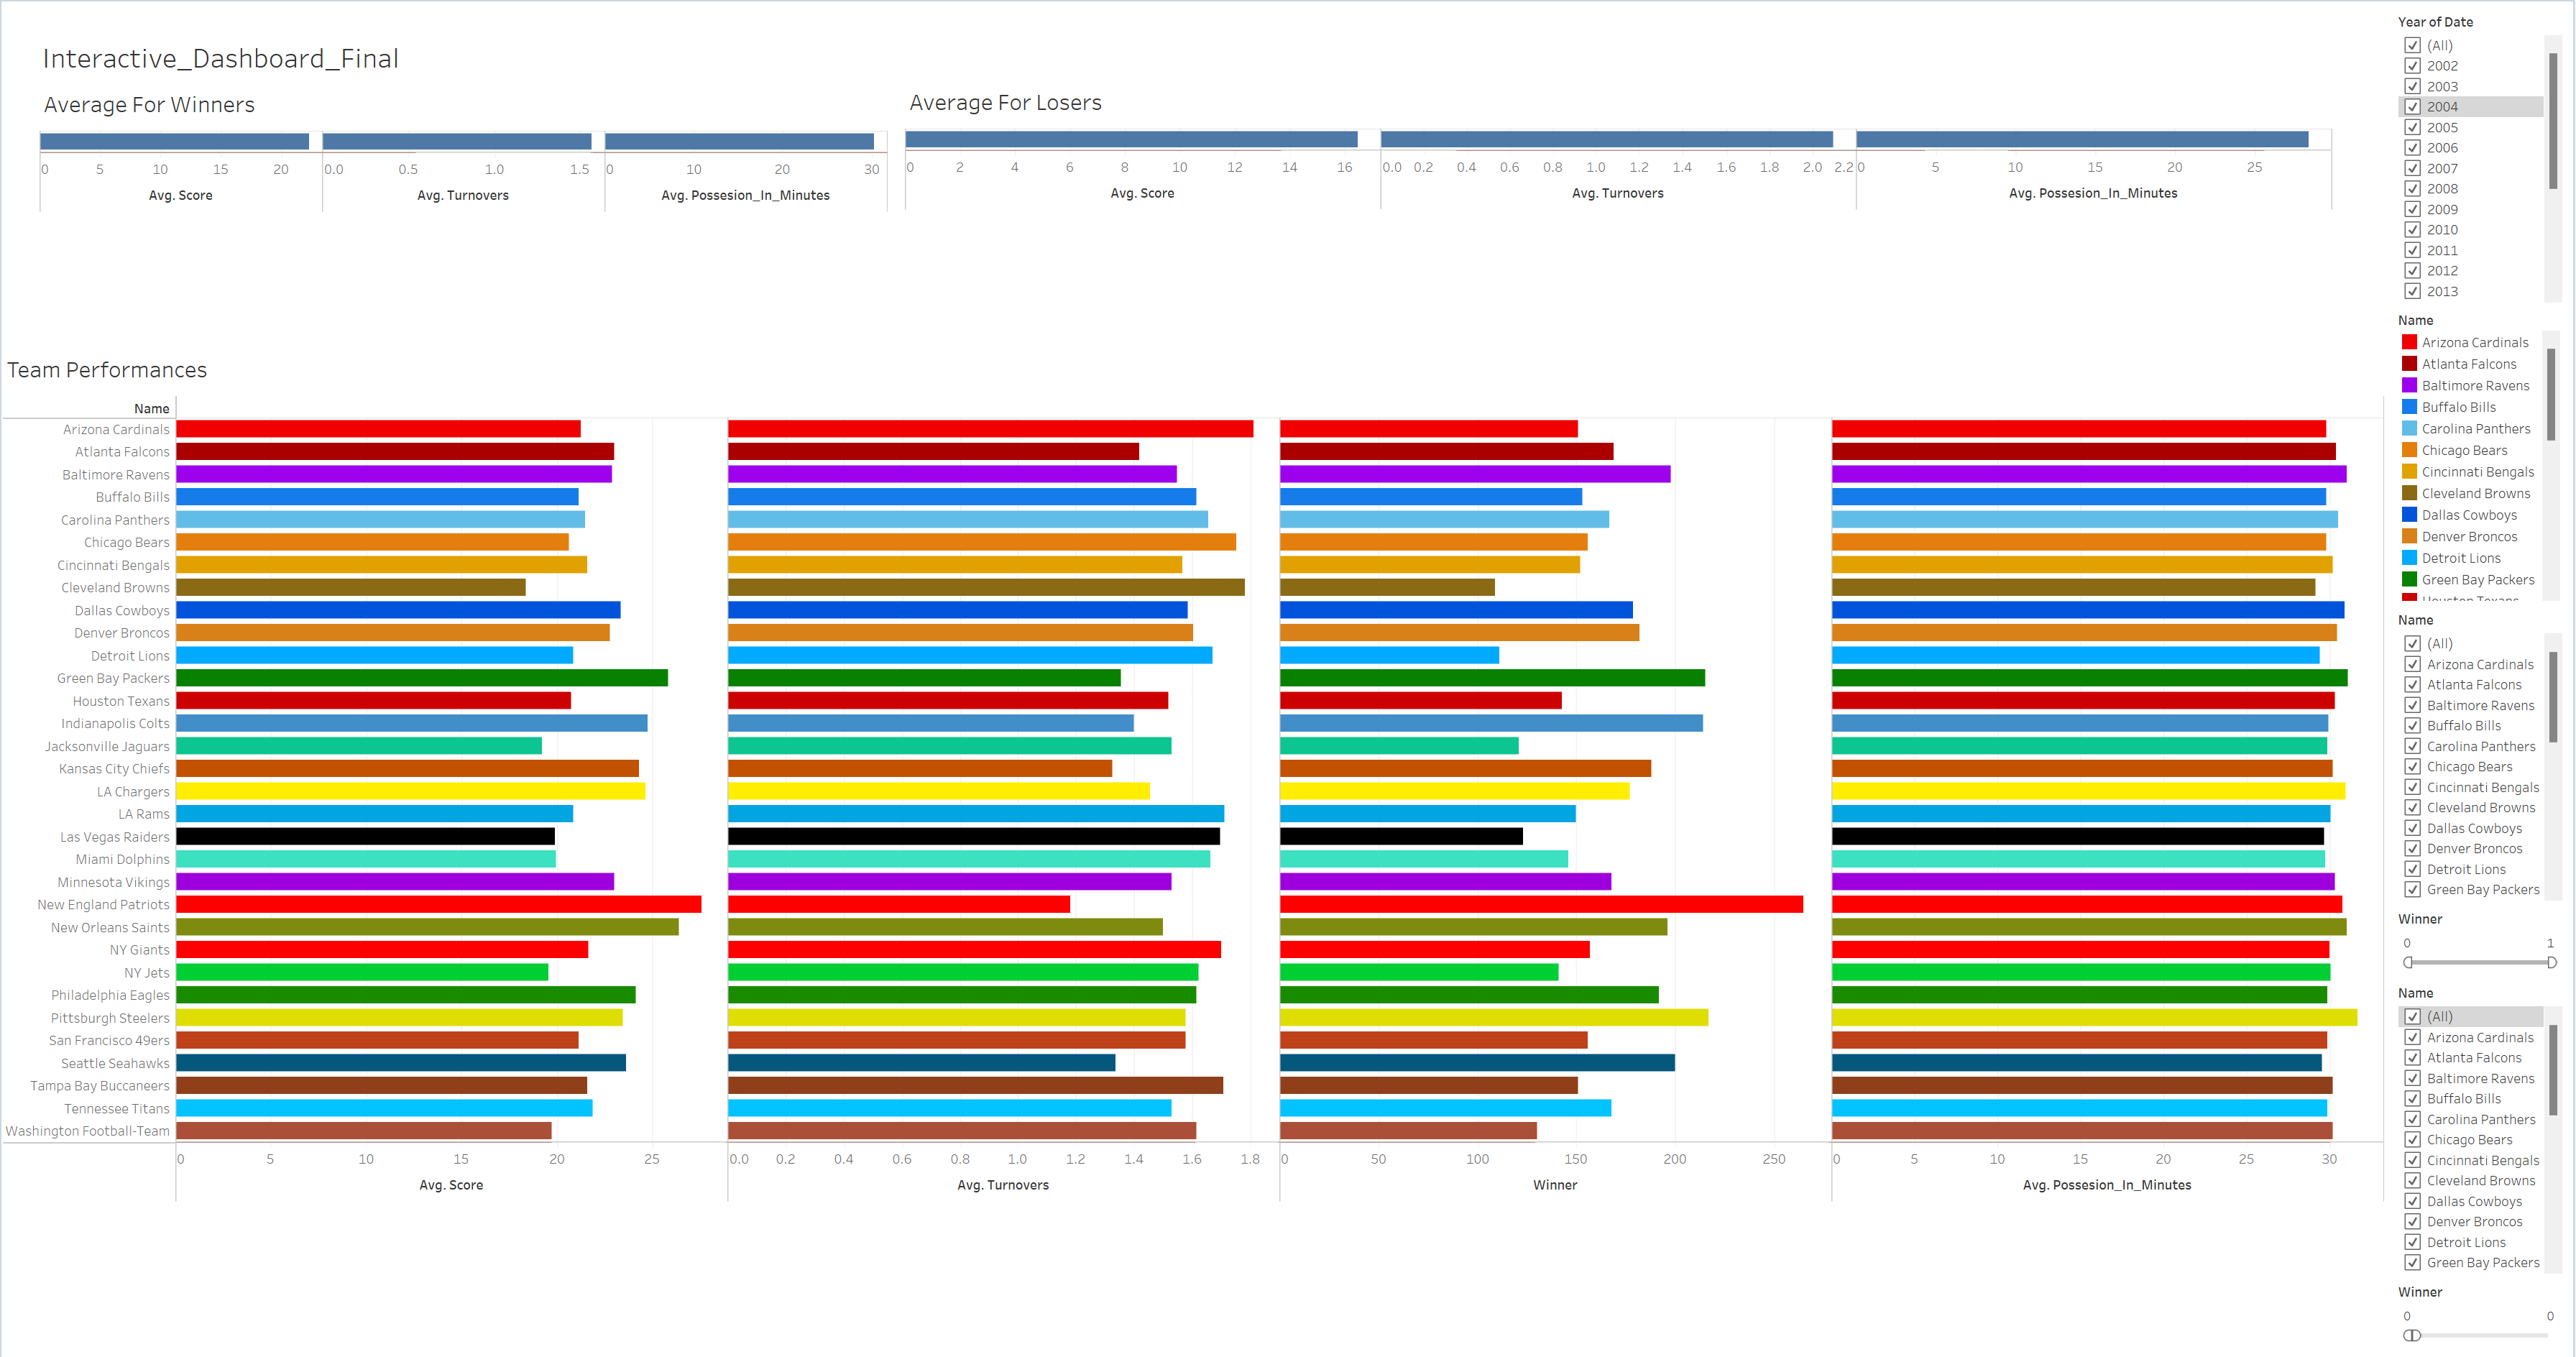 Interactive_Dashboard_Final
Average For Winners
0 5 10 15 20
Avg. Score
0.0 0.5 1.0 1.5
Avg. Turnovers
0 10 20 30
Avg. Possesion_In_Minutes
Average For Losers
0 2 4 6 8 10 12 14 16
Avg. Score
0.0 0.2 0.4 0.6 0.8 1.0 1.2 1.4 1.6 1.8 2.0 2.2
Avg. Turnovers
0 5 10 15 20 25
Avg. Possesion_In_Minutes
Team Performances
Name
Arizona Cardinals
Atlanta Falcons
Baltimore Ravens
Buffalo Bills
Carolina Panthers
Chicago Bears
Cincinnati Bengals
Cleveland Browns
Dallas Cowboys
Denver Broncos
Detroit Lions
Green Bay Packers
Houston Texans
Indianapolis Colts
Jacksonville Jaguars
Kansas City Chiefs
LA Chargers
LA Rams
Las Vegas Raiders
Miami Dolphins
Minnesota Vikings
New England Patriots
New Orleans Saints
NY Giants
NY Jets
Philadelphia Eagles
Pittsburgh Steelers
San Francisco 49ers
Seattle Seahawks
Tampa Bay Buccaneers
Tennessee Titans
Washington Football-Team
0 5 10 15 20 25
Avg. Score
0.0 0.2 0.4 0.6 0.8 1.0 1.2 1.4 1.6 1.8
Avg. Turnovers
0 50 100 150 200 250
Winner
0 5 10 15 20 25 30
Avg. Possesion_In_Minutes
Year of Date
(All)
2002
2003
2004
2005
2006
2007
2008
2009
2010
2011
2012
2013
Name
Arizona Cardinals
Atlanta Falcons
Baltimore Ravens
Buffalo Bills
Carolina Panthers
Chicago Bears
Cincinnati Bengals
Cleveland Browns
Dallas Cowboys
Denver Broncos
Detroit Lions
Green Bay Packers
Houston Texans
Name
(All)
Arizona Cardinals
Atlanta Falcons
Baltimore Ravens
Buffalo Bills
Carolina Panthers
Chicago Bears
Cincinnati Bengals
Cleveland Browns
Dallas Cowboys
Denver Broncos
Detroit Lions
Green Bay Packers
Winner
0 1
Name
(All)
Arizona Cardinals
Atlanta Falcons
Baltimore Ravens
Buffalo Bills
Carolina Panthers
Chicago Bears
Cincinnati Bengals
Cleveland Browns
Dallas Cowboys
Denver Broncos
Detroit Lions
Green Bay Packers
Winner
0 0